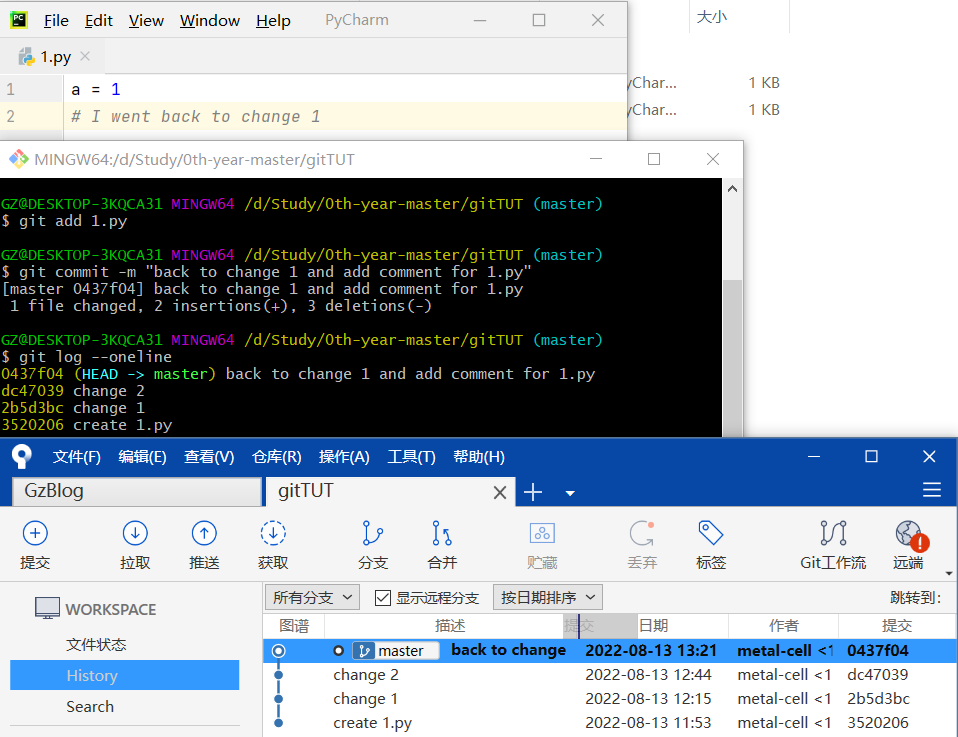 PC File Edit View Window Help PyCharm
大小
1.py
1 a = 1
2 # I went back to change 1
yChar... 1 KB
yChar... 1 KB
MINGW64:/d/Study/0th-year-master/gitTUT
GZ@DESKTOP-3KQCA31 MINGW64 /d/Study/0th-year-master/gitTUT (master)
$ git add 1.py
GZ@DESKTOP-3KQCA31 MINGW64 /d/Study/0th-year-master/gitTUT (master)
$ git commit -m "back to change 1 and add comment for 1.py"
[master 0437f04] back to change 1 and add comment for 1.py
1 file changed, 2 insertions(+), 3 deletions(-)
GZ@DESKTOP-3KQCA31 MINGW64 /d/Study/0th-year-master/gitTUT (master)
$ git log --oneline
0437f04 (HEAD -> master) back to change 1 and add comment for 1.py
dc47039 change 2
2b5d3bc change 1
3520206 create 1.py
文件(F) 编辑(E) 查看(V) 仓库(R) 操作(A) 工具(T) 帮助(H)
GzBlog gitTUT
提交 拉取 推送 获取 分支 合并 贮藏 丢弃 标签 Git工作流 远端
WORKSPACE
文件状态
History
Search
所有分支 显示远程分支 按日期排序 跳转到:
图谱 描述 提交 日期 作者 提交
master back to change 2022-08-13 13:21 metal-cell <1 0437f04
change 2 2022-08-13 12:44 metal-cell <1 dc47039
change 1 2022-08-13 12:15 metal-cell <1 2b5d3bc
create 1.py 2022-08-13 11:53 metal-cell <1 3520206